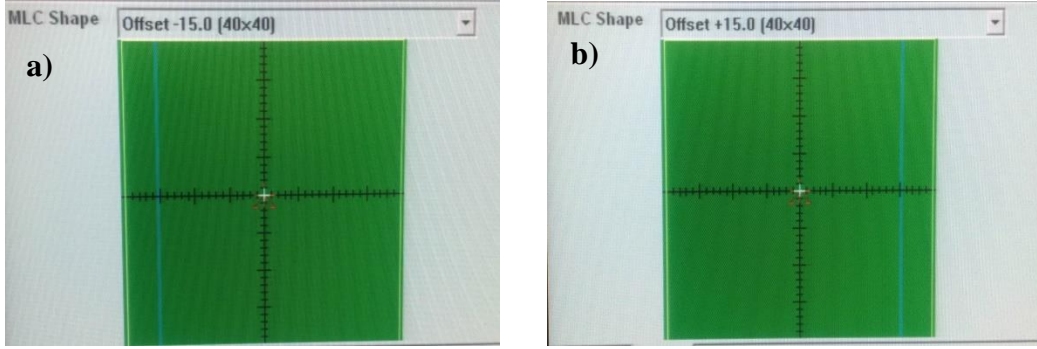 MLC Shape Offset -15.0 (40x40)
a)
MLC Shape Offset +15.0 (40x40)
b)